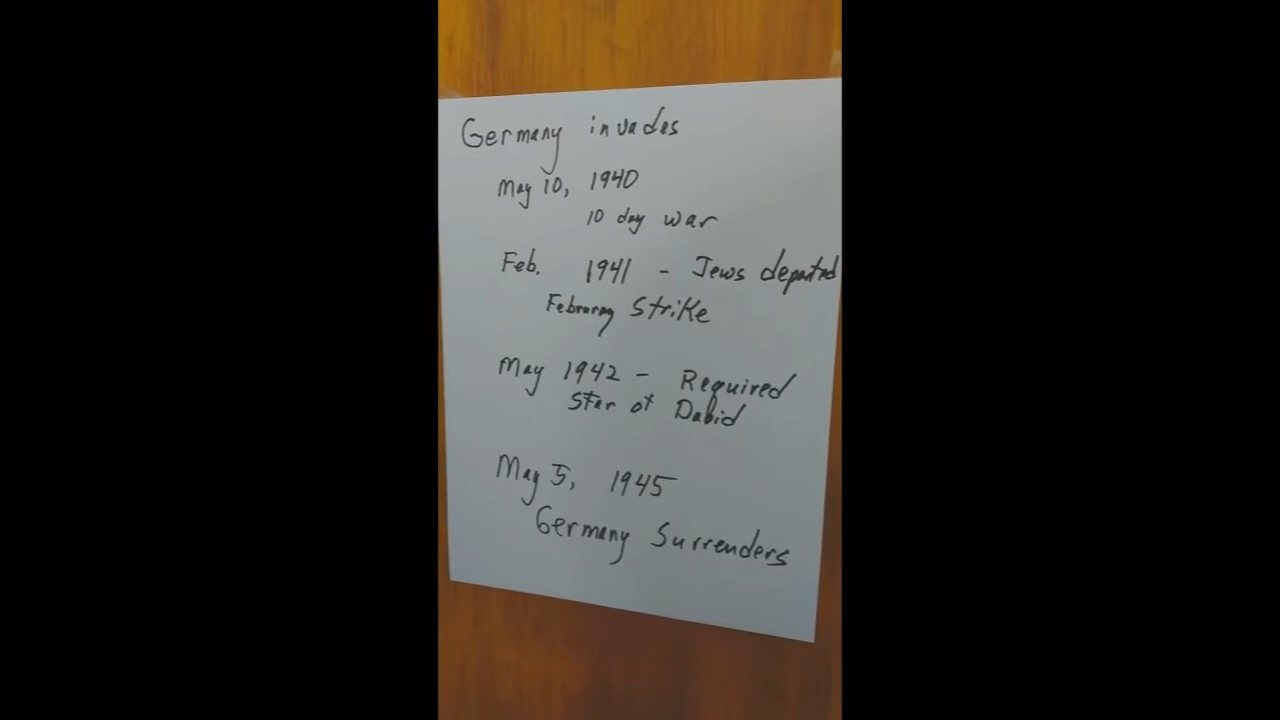 Germany invades
May 10, 1940
10 day war
Feb. 1941 - Jews deported
February Strike
May 1942 - Required
Star of David
May 5, 1945
Germany Surrenders